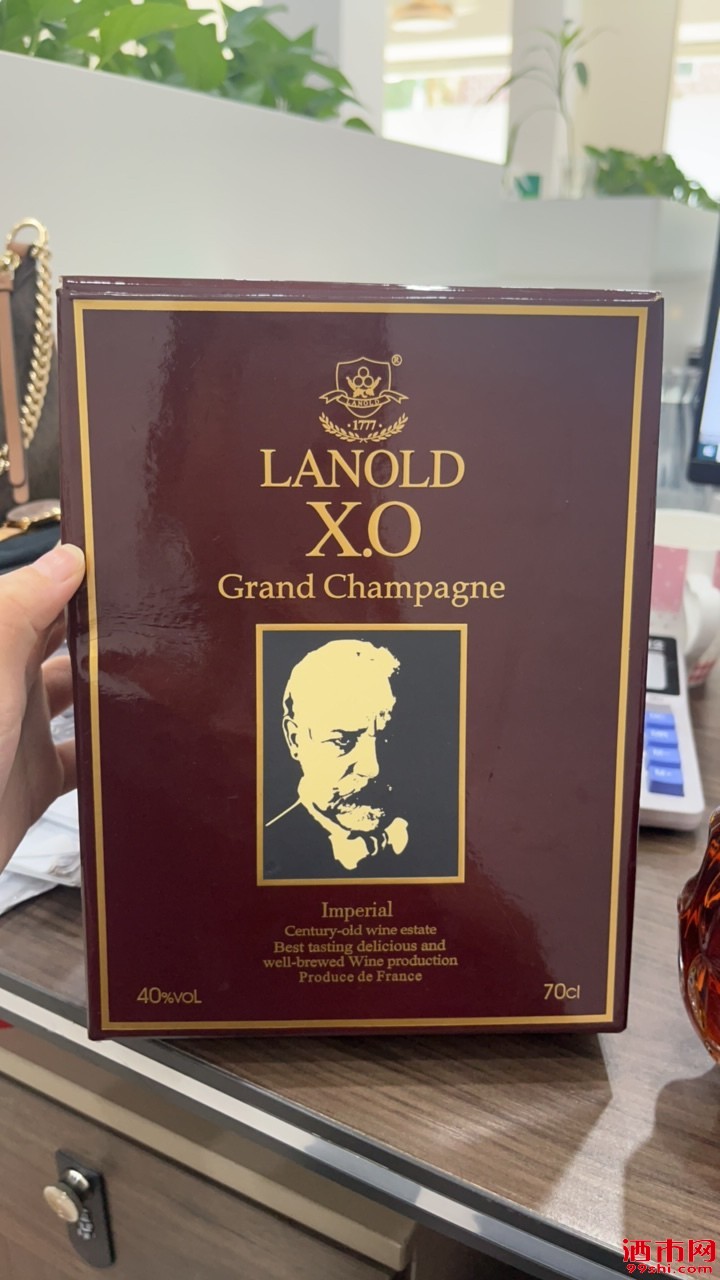 ®
LANOLD
·1777·
LANOLD
X.O
Grand Champagne
Imperial
Century-old wine estate
Best tasting delicious and
well-brewed Wine production
Produce de France
40%VOL
70cl
酒市网
99shi.com